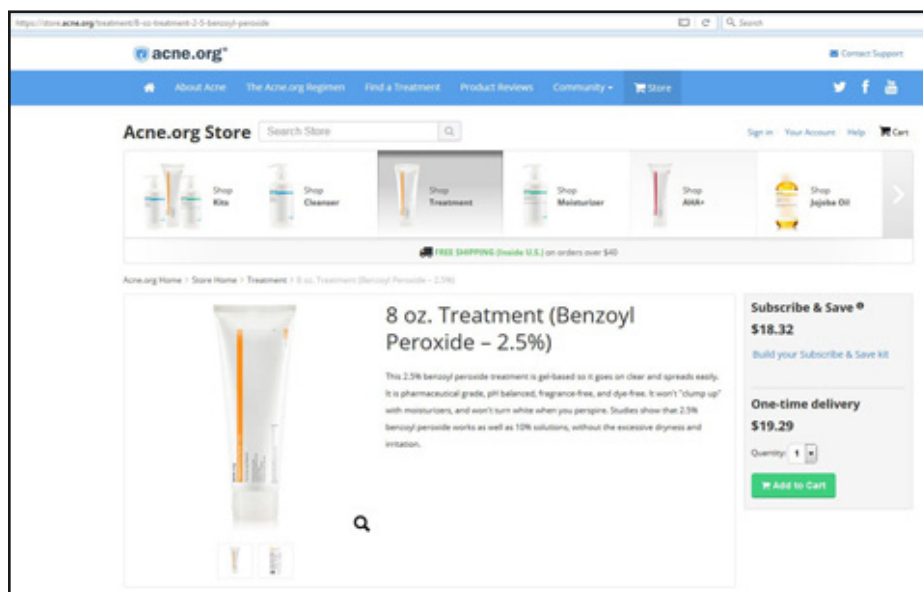 https://store.acne.org/treatment/8-oz-treatment-2-5-benzoyl-peroxide
Search
acne.org
Contact Support
About Acne The Acne.org Regimen Find a Treatment Product Reviews Community Store
Acne.org Store Search Store
Sign in Your Account Help Cart
Shop Kits
Shop Cleanser
Shop Treatment
Shop Moisturizer
Shop AHA+
Shop Jojoba Oil
FREE SHIPPING (Inside U.S.) on orders over $40
Acne.org Home > Store Home > Treatment > 8 oz. Treatment (Benzoyl Peroxide – 2.5%)
8 oz. Treatment (Benzoyl
Peroxide – 2.5%)
This 2.5% benzoyl peroxide treatment is gel-based so it goes on clear and spreads easily.
It is pharmaceutical grade, pH balanced, fragrance-free, and dye-free. It won't "clump up"
with moisturizers, and won't turn white when you perspire. Studies show that 2.5%
benzoyl peroxide works as well as 10% solutions, without the excessive dryness and
irritation.
Subscribe & Save
$18.32
Build your Subscribe & Save kit
One-time delivery
$19.29
Quantity: 1
Add to Cart